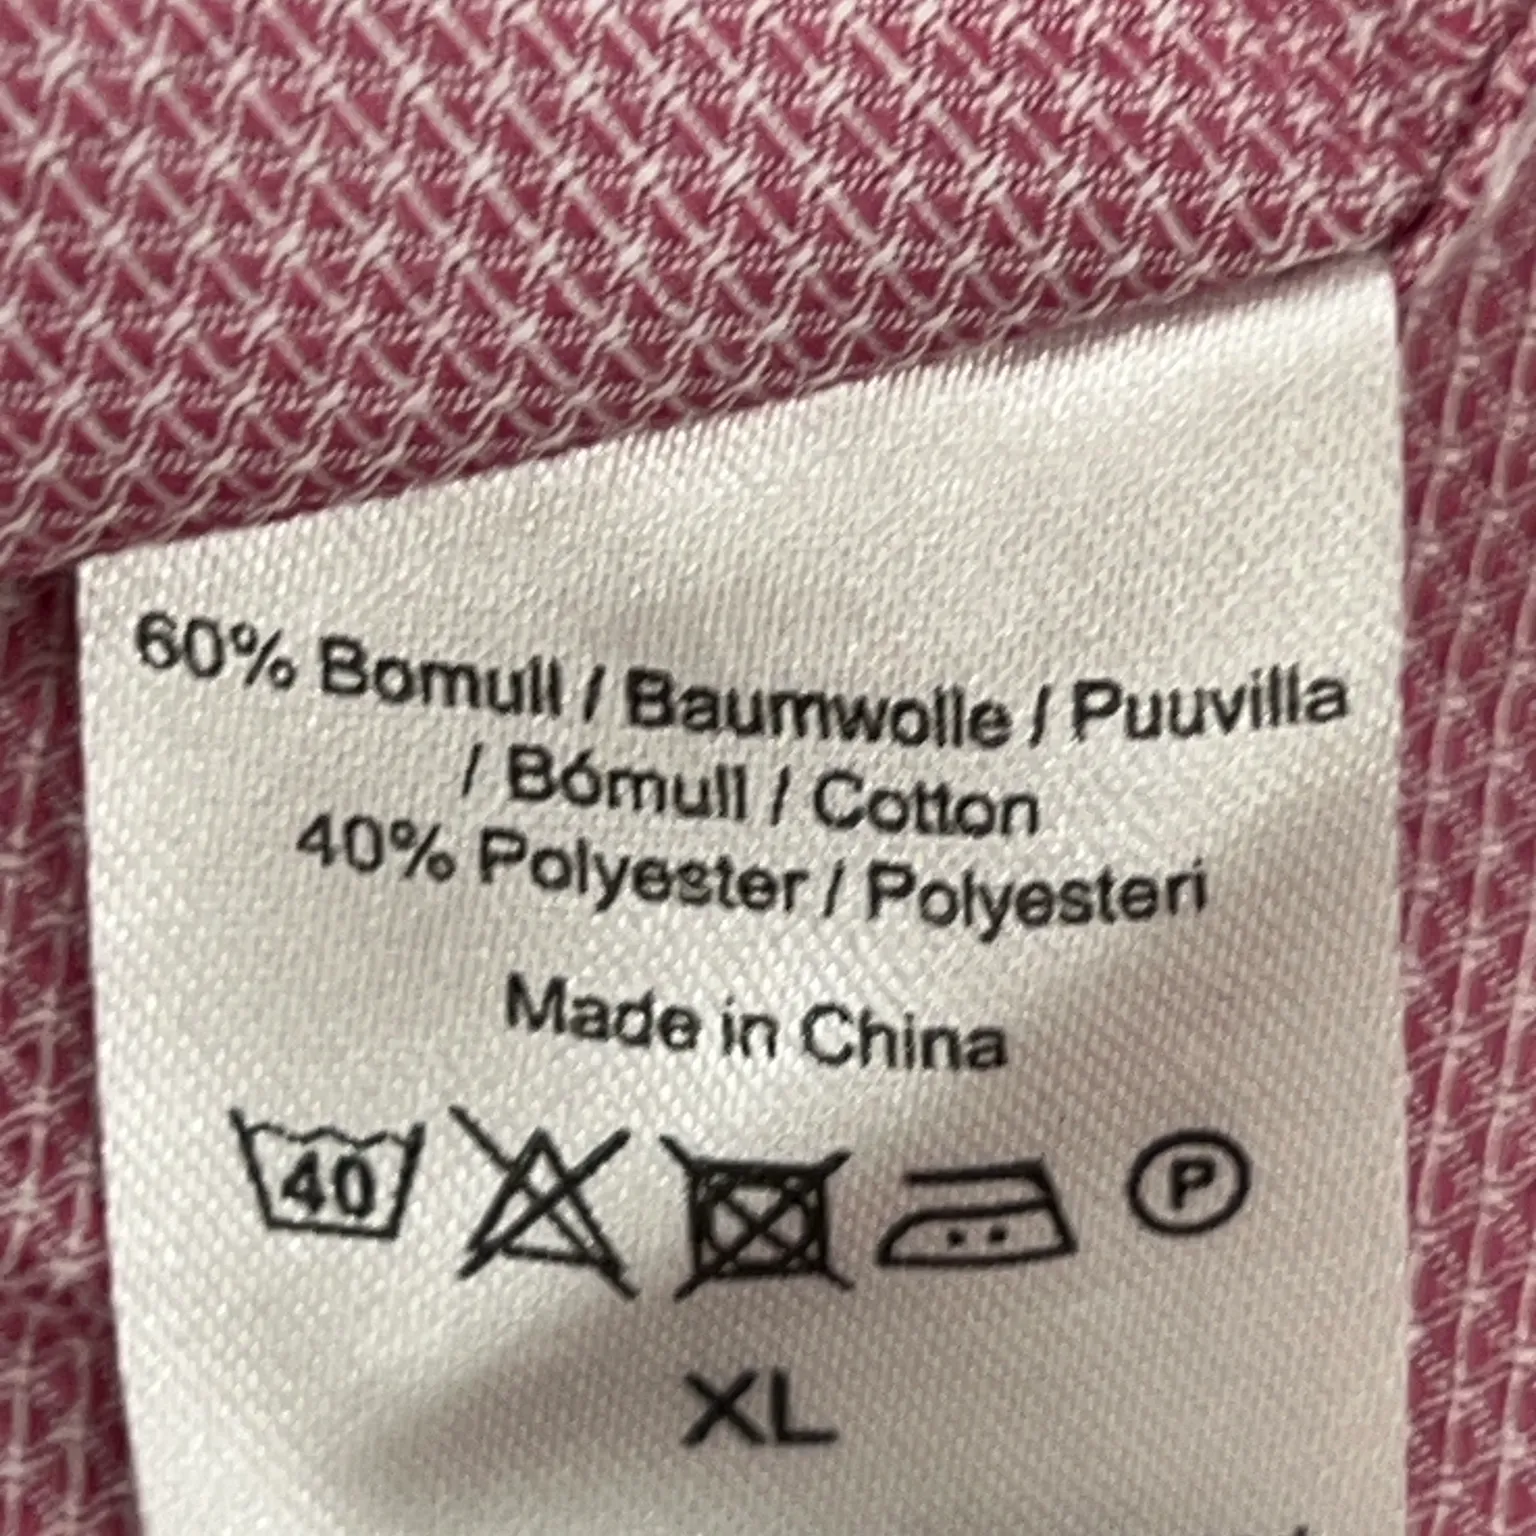 60% Bomull / Baumwolle / Puuvilla
/ Bómull / Cotton
40% Polyester / Polyesteri
Made in China
40
P
XL